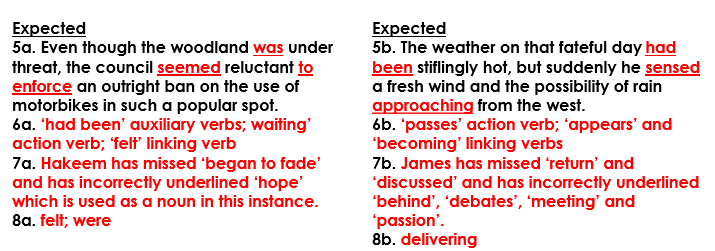 Expected
5a. Even though the woodland was under
threat, the council seemed reluctant to
enforce an outright ban on the use of
motorbikes in such a popular spot.
6a. ‘had been’ auxiliary verbs; waiting’
action verb; ‘felt’ linking verb
7a. Hakeem has missed ‘began to fade’
and has incorrectly underlined ‘hope’
which is used as a noun in this instance.
8a. felt; were
Expected
5b. The weather on that fateful day had
been stiflingly hot, but suddenly he sensed
a fresh wind and the possibility of rain
approaching from the west.
6b. ‘passes’ action verb; ‘appears’ and
‘becoming’ linking verbs
7b. James has missed ‘return’ and
‘discussed’ and has incorrectly underlined
‘behind’, ‘debates’, ‘meeting’ and
‘passion’.
8b. delivering